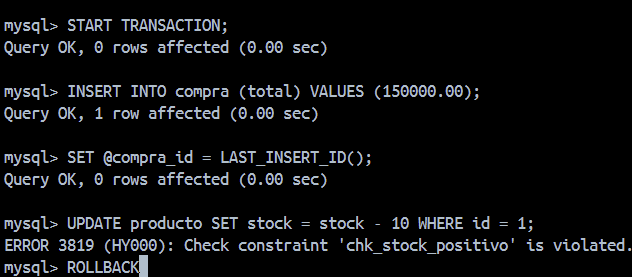 mysql> START TRANSACTION;
Query OK, 0 rows affected (0.00 sec)
mysql> INSERT INTO compra (total) VALUES (150000.00);
Query OK, 1 row affected (0.00 sec)
mysql> SET @compra_id = LAST_INSERT_ID();
Query OK, 0 rows affected (0.00 sec)
mysql> UPDATE producto SET stock = stock - 10 WHERE id = 1;
ERROR 3819 (HY000): Check constraint 'chk_stock_positivo' is violated.
mysql> ROLLBACK